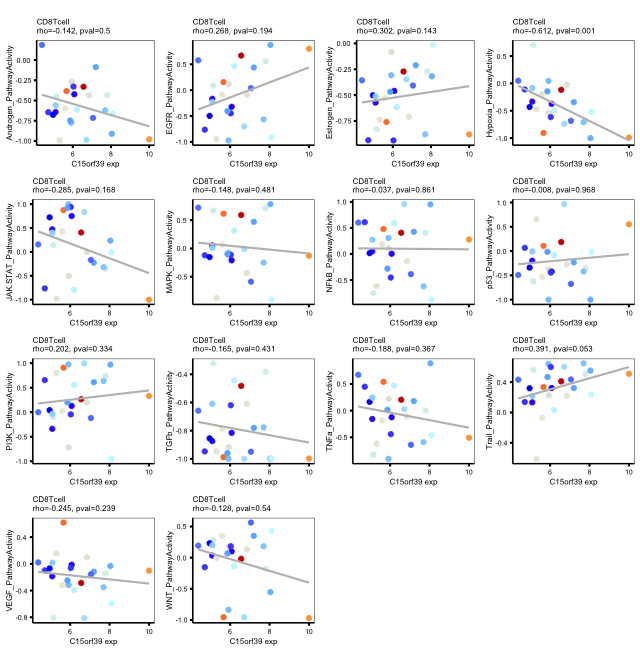 CD8Tcell
rho=-0.142, pval=0.5
Androgen_PathwayActivity
0.00
-0.25
-0.50
-0.75
-1.00
6
8
10
C15orf39 exp
CD8Tcell
rho=0.268, pval=0.194
EGFR_PathwayActivity
0.5
0.0
-0.5
-1.0
6
8
10
C15orf39 exp
CD8Tcell
rho=0.302, pval=0.143
Estrogen_PathwayActivity
0.00
-0.25
-0.50
-0.75
6
8
10
C15orf39 exp
CD8Tcell
rho=-0.612, pval=0.001
Hypoxia_PathwayActivity
0.5
0.0
-0.5
-1.0
6
8
10
C15orf39 exp
CD8Tcell
rho=-0.285, pval=0.168
JAK.STAT_PathwayActivity
1.0
0.5
0.0
-0.5
-1.0
6
8
10
C15orf39 exp
CD8Tcell
rho=-0.148, pval=0.481
MAPK_PathwayActivity
0.5
0.0
-0.5
6
8
10
C15orf39 exp
CD8Tcell
rho=-0.037, pval=0.861
NFkB_PathwayActivity
1.0
0.5
0.0
-0.5
6
8
10
C15orf39 exp
CD8Tcell
rho=-0.008, pval=0.968
p53_PathwayActivity
1.0
0.5
0.0
-0.5
-1.0
6
8
10
C15orf39 exp
CD8Tcell
rho=0.202, pval=0.334
PI3K_PathwayActivity
1.0
0.5
0.0
-0.5
-1.0
6
8
10
C15orf39 exp
CD8Tcell
rho=-0.165, pval=0.431
TGFb_PathwayActivity
-0.4
-0.6
-0.8
-1.0
6
8
10
C15orf39 exp
CD8Tcell
rho=-0.188, pval=0.367
TNFa_PathwayActivity
0.5
0.0
-0.5
6
8
10
C15orf39 exp
CD8Tcell
rho=0.391, pval=0.053
Trail_PathwayActivity
0.4
0.0
-0.4
6
8
10
C15orf39 exp
CD8Tcell
rho=-0.245, pval=0.239
VEGF_PathwayActivity
0.4
0.0
-0.4
-0.8
6
8
10
C15orf39 exp
CD8Tcell
rho=-0.128, pval=0.54
WNT_PathwayActivity
0.5
0.0
-0.5
-1.0
6
8
10
C15orf39 exp